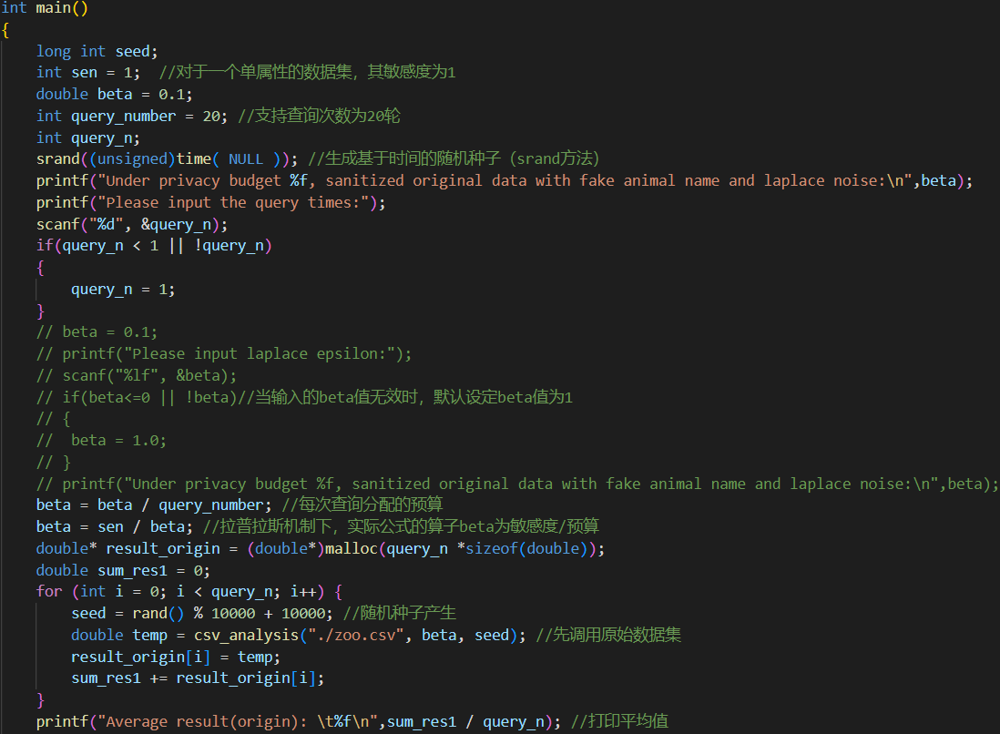 int main()
{
    long int seed;
    int sen = 1;  //对于一个单属性的数据集，其敏感度为1
    double beta = 0.1;
    int query_number = 20; //支持查询次数为20轮
    int query_n;
    srand((unsigned)time( NULL )); //生成基于时间的随机种子（srand方法）
    printf("Under privacy budget %f, sanitized original data with fake animal name and laplace noise:\n",beta);
    printf("Please input the query times:");
    scanf("%d", &query_n);
    if(query_n < 1 || !query_n)
    {
        query_n = 1;
    }
    // beta = 0.1;
    // printf("Please input laplace epsilon:");
    // scanf("%lf", &beta);
    // if(beta<=0 || !beta)//当输入的beta值无效时，默认设定beta值为1
    // {
    //  beta = 1.0;
    // }
    // printf("Under privacy budget %f, sanitized original data with fake animal name and laplace noise:\n",beta);
    beta = beta / query_number; //每次查询分配的预算
    beta = sen / beta; //拉普拉斯机制下，实际公式的算子beta为敏感度/预算
    double* result_origin = (double*)malloc(query_n *sizeof(double));
    double sum_res1 = 0;
    for (int i = 0; i < query_n; i++) {
        seed = rand() % 10000 + 10000; //随机种子产生
        double temp = csv_analysis("./zoo.csv", beta, seed); //先调用原始数据集
        result_origin[i] = temp;
        sum_res1 += result_origin[i];
    }
    printf("Average result(origin): \t%f\n",sum_res1 / query_n); //打印平均值